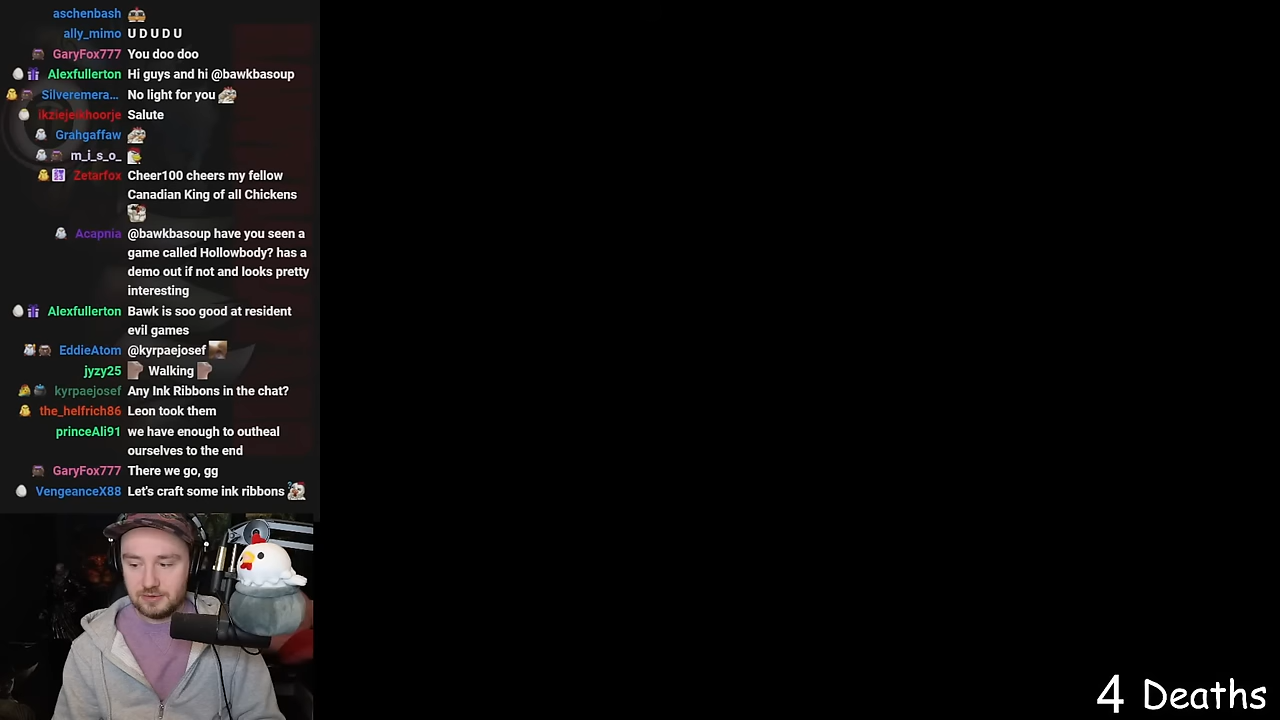 aschenbash
ally_mimo U D U D U
GaryFox777 You doo doo
Alexfullerton Hi guys and hi @bawkbasoup
Silveremera... No light for you
ikziejeikhoorje Salute
Grahgaffaw
m_i_s_o_
Zetarfox Cheer100 cheers my fellow
Canadian King of all Chickens
Acapnia @bawkbasoup have you seen a
game called Hollowbody? has a
demo out if not and looks pretty
interesting
Alexfullerton Bawk is soo good at resident
evil games
EddieAtom @kyrpaejosef
jyzy25 Walking
kyrpaejosef Any Ink Ribbons in the chat?
the_helfrich86 Leon took them
princeAli91 we have enough to outheal
ourselves to the end
GaryFox777 There we go, gg
VengeanceX88 Let's craft some ink ribbons
4 Deaths